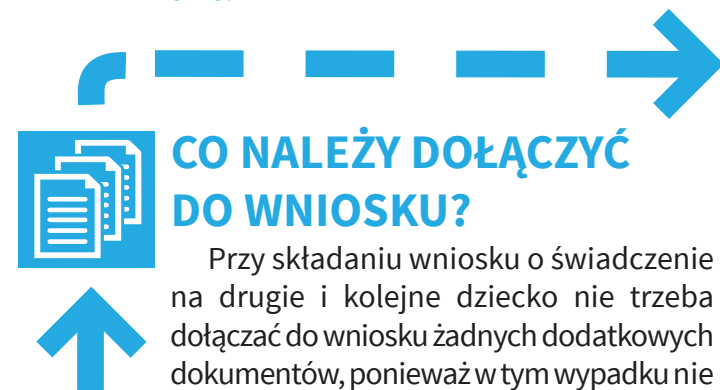 CO NALEŻY DOŁĄCZYĆ
DO WNIOSKU?
Przy składaniu wniosku o świadczenie
na drugie i kolejne dziecko nie trzeba
dołączać do wniosku żadnych dodatkowych
dokumentów, ponieważ w tym wypadku nie